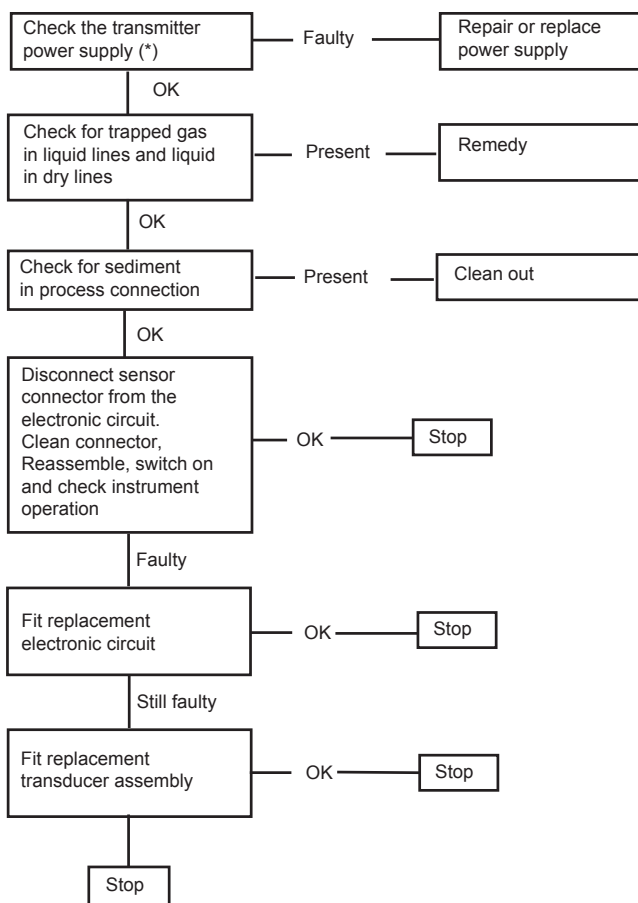 Check the transmitter
power supply (*)
Faulty
Repair or replace
power supply
OK
Check for trapped gas
in liquid lines and liquid
in dry lines
Present
Remedy
OK
Check for sediment
in process connection
Present
Clean out
OK
Disconnect sensor
connector from the
electronic circuit.
Clean connector,
Reassemble, switch on
and check instrument
operation
OK
Stop
Faulty
Fit replacement
electronic circuit
OK
Stop
Still faulty
Fit replacement
transducer assembly
OK
Stop
Stop